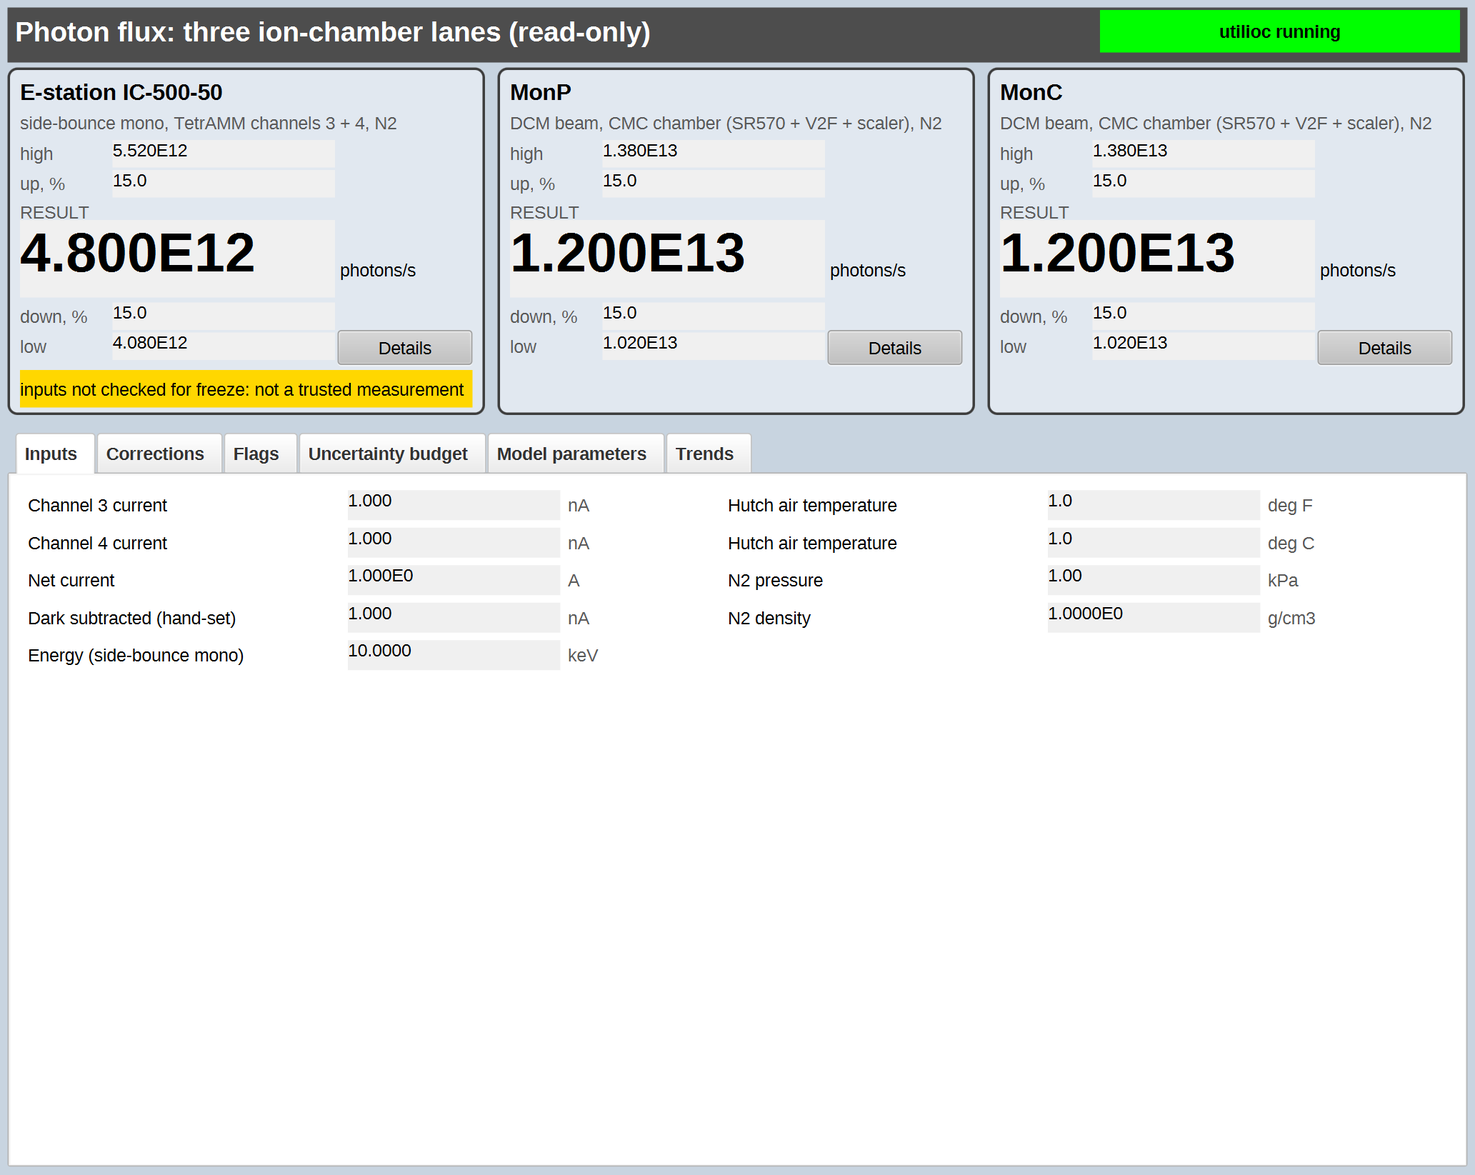 Photon flux: three ion-chamber lanes (read-only)
utilioc running
E-station IC-500-50
side-bounce mono, TetrAMM channels 3 + 4, N2
high 5.520E12
up, % 15.0
RESULT
4.800E12 photons/s
down, % 15.0
low 4.080E12 Details
inputs not checked for freeze: not a trusted measurement
MonP
DCM beam, CMC chamber (SR570 + V2F + scaler), N2
high 1.380E13
up, % 15.0
RESULT
1.200E13 photons/s
down, % 15.0
low 1.020E13 Details
MonC
DCM beam, CMC chamber (SR570 + V2F + scaler), N2
high 1.380E13
up, % 15.0
RESULT
1.200E13 photons/s
down, % 15.0
low 1.020E13 Details
Inputs Corrections Flags Uncertainty budget Model parameters Trends
Channel 3 current 1.000 nA
Channel 4 current 1.000 nA
Net current 1.000E0 A
Dark subtracted (hand-set) 1.000 nA
Energy (side-bounce mono) 10.0000 keV
Hutch air temperature 1.0 deg F
Hutch air temperature 1.0 deg C
N2 pressure 1.00 kPa
N2 density 1.0000E0 g/cm3